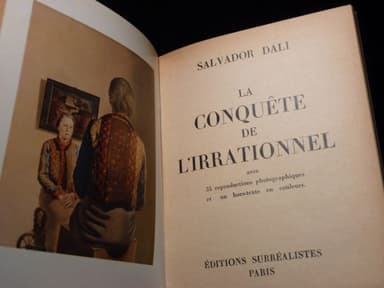 SALVADOR DALI
LA
CONQUÊTE
DE
L'IRRATIONNEL
avec
35 reproductions photographiques
et un hors-texte en couleurs.
ÉDITIONS SURRÉALISTES
PARIS